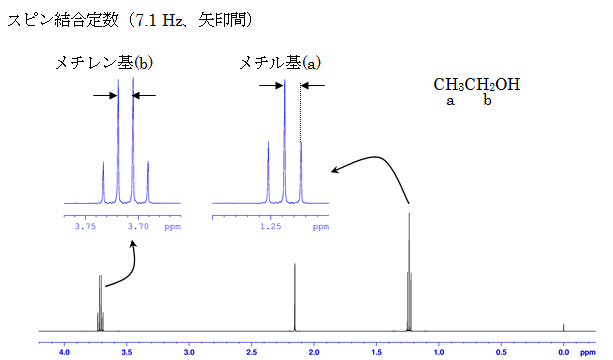 スピン結合定数（7.1 Hz、矢印間）
メチレン基(b)
メチル基(a)
CH3CH2OH
a b
3.75 3.70 ppm
1.25 ppm
4.0 3.5 3.0 2.5 2.0 1.5 1.0 0.5 0.0 ppm